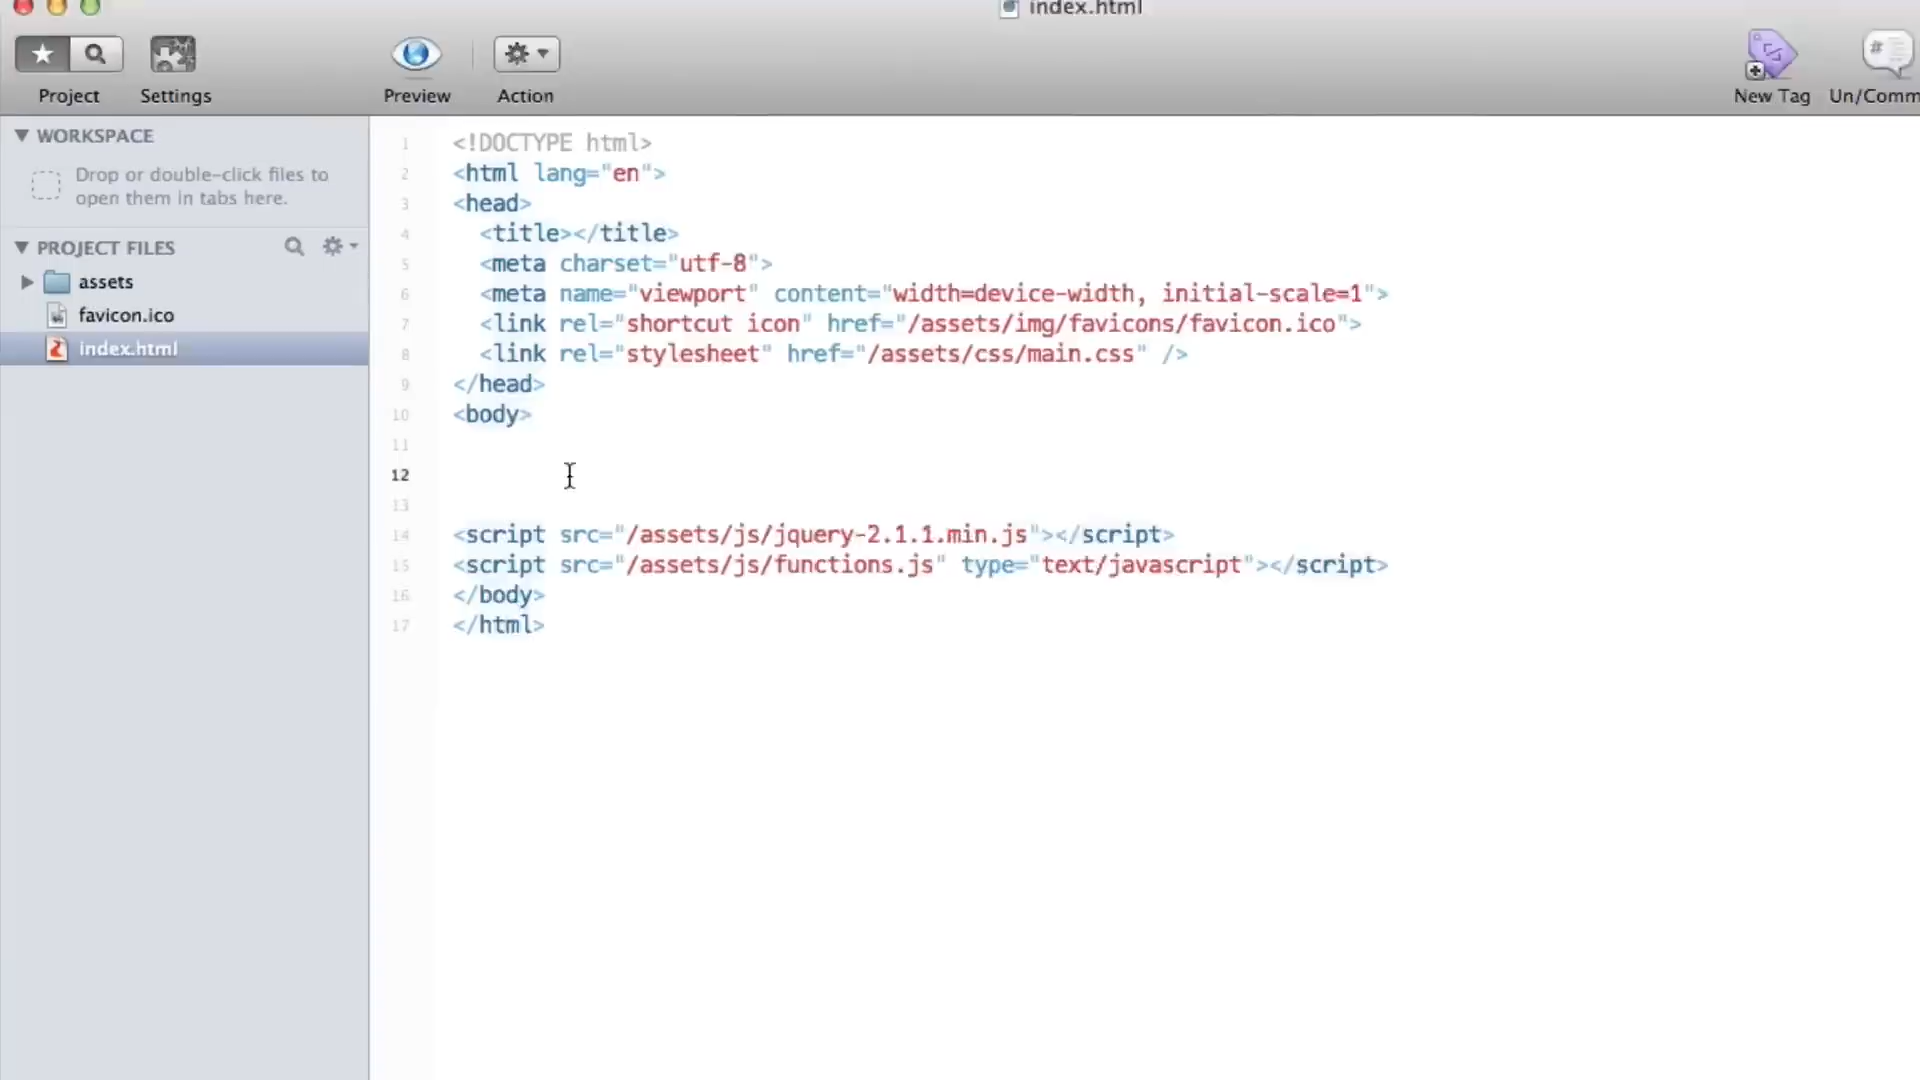 index.html
Project
Settings
Preview
Action
New Tag
Un/Comm
WORKSPACE
Drop or double-click files to
open them in tabs here.
PROJECT FILES
assets
favicon.ico
index.html
1 <!DOCTYPE html>
2 <html lang="en">
3 <head>
4 <title></title>
5 <meta charset="utf-8">
6 <meta name="viewport" content="width=device-width, initial-scale=1">
7 <link rel="shortcut icon" href="/assets/img/favicons/favicon.ico">
8 <link rel="stylesheet" href="/assets/css/main.css" />
9 </head>
10 <body>
11
12
13
14 <script src="/assets/js/jquery-2.1.1.min.js"></script>
15 <script src="/assets/js/functions.js" type="text/javascript"></script>
16 </body>
17 </html>